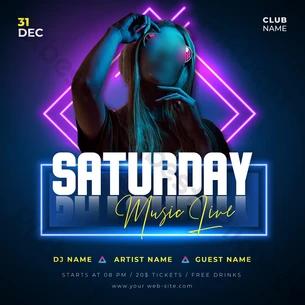 31
DEC
CLUB
NAME
SATURDAY
Music Live
DJ NAME ARTIST NAME GUEST NAME
STARTS AT 08 PM / 20$ TICKETS / FREE DRINKS
www.your web-site.com